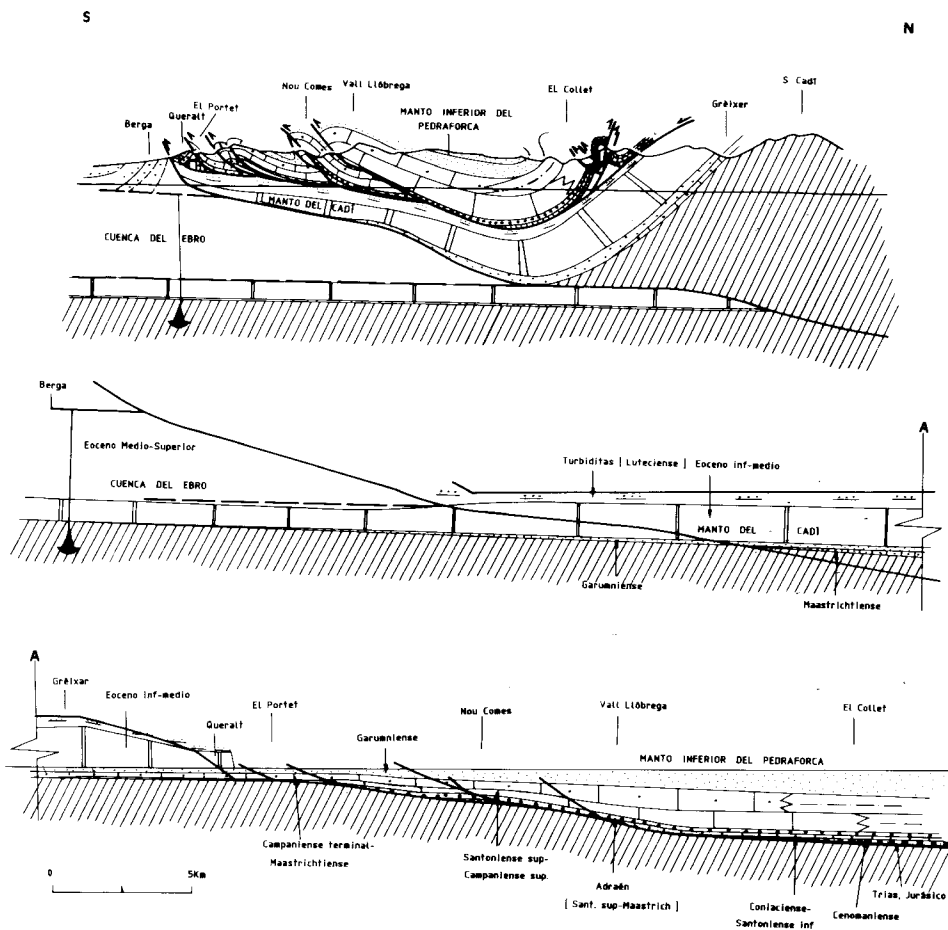 S
N
S Cadí
Nou Comes
Vall Llòbrega
El Portet
EL Collet
MANTO INFERIOR DEL
PEDRAFORCA
Grèixer
Queralt
Berga
MANTO DEL CADÍ
CUENCA DEL EBRO
Berga
A
Eoceno Medio-Superior
Turbiditas [Luteciense] Eoceno inf-medio
CUENCA DEL EBRO
MANTO DEL CADÍ
Garumniense
Maastrichtiense
A
Grèixar
Eoceno inf-medio
El Portet
Queralt
Garumniense
Nou Comes
Vall Llòbrega
El Collet
MANTO INFERIOR DEL PEDRAFORCA
Campaniense terminal-
Maastrichtiense
Santoniense sup-
Campaniense sup.
Adraén
[Sant. sup-Maastrich]
Coniaciense-
Santoniense inf
Cenomaniense
Trias, Jurásico
0
5Km